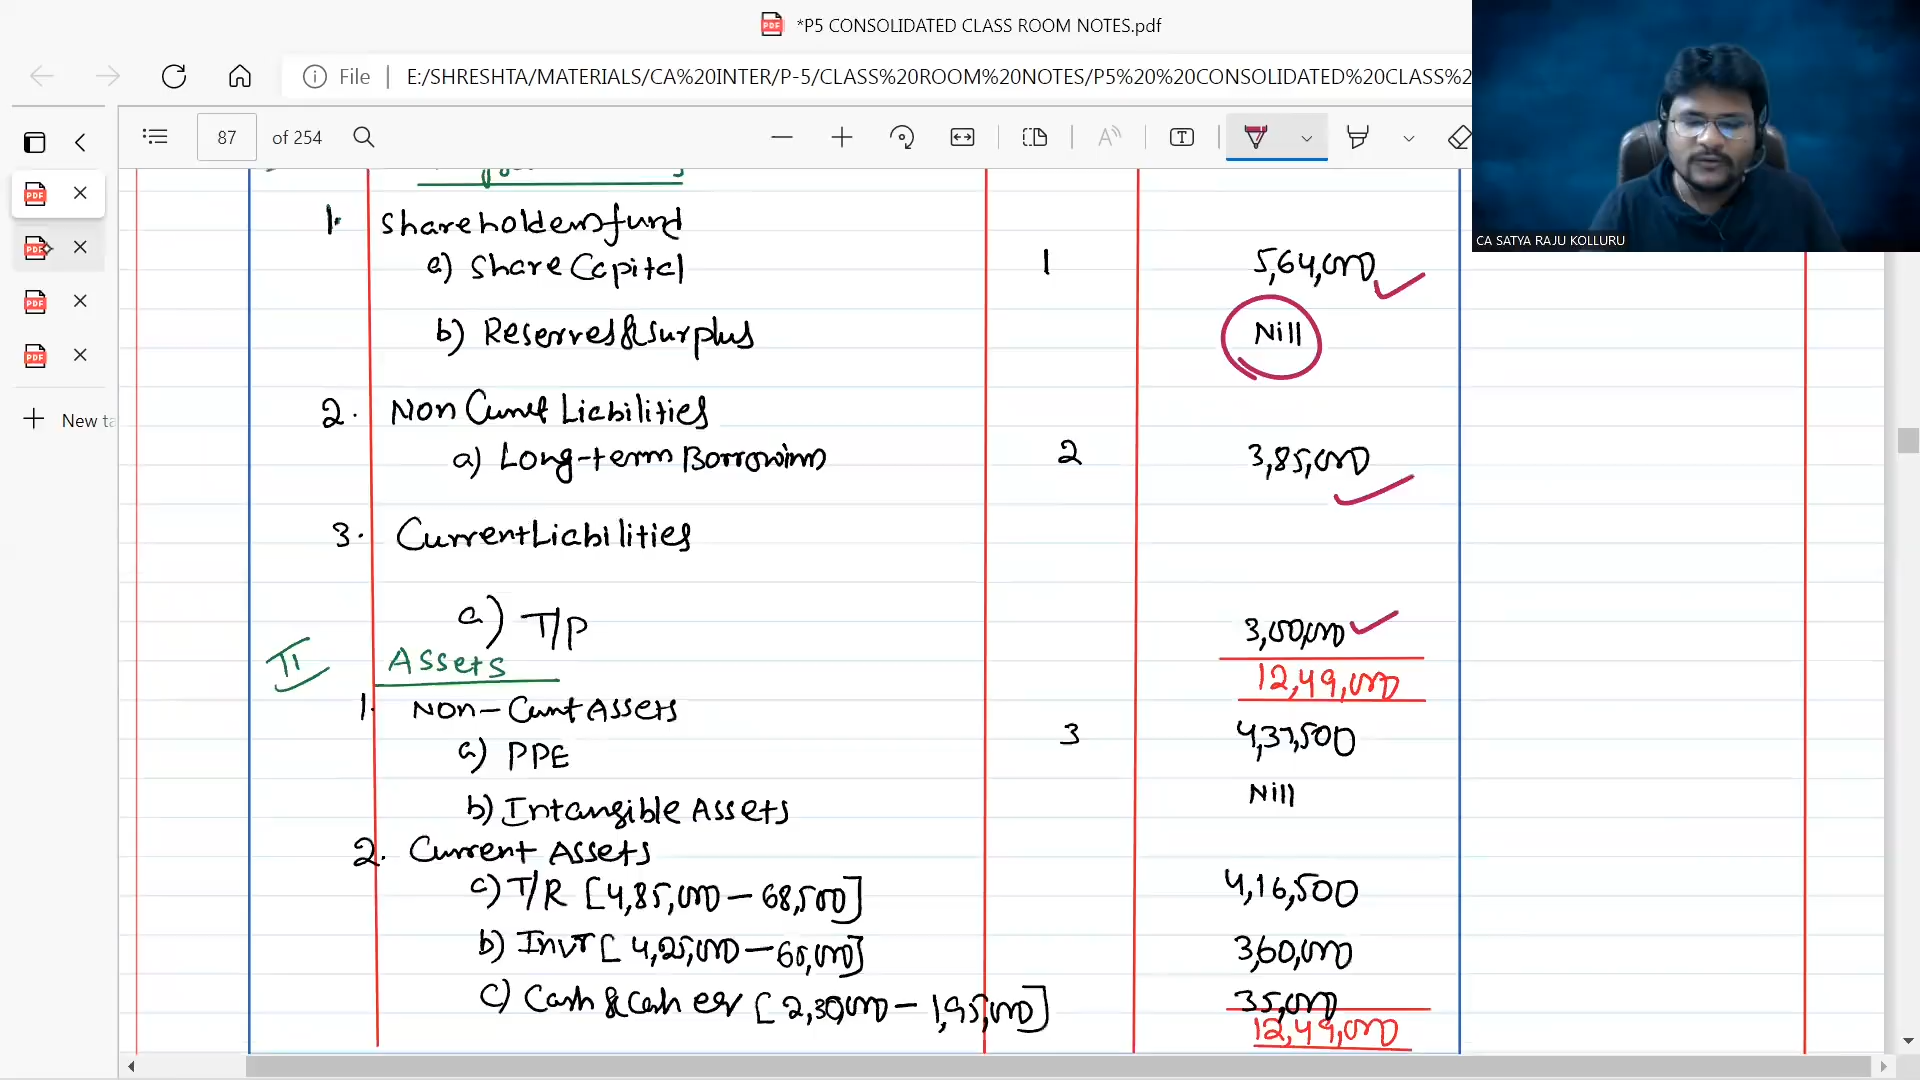 *P5 CONSOLIDATED CLASS ROOM NOTES.pdf
File | E:/SHRESHTA/MATERIALS/CA%20INTER/P-5/CLASS%20ROOM%20NOTES/P5%20%20CONSOLIDATED%20CLASS%2
87 of 254
CA SATYA RAJU KOLLURU
New ta
1. Shareholders fund
a) Share Capital 1 5,64,000
b) Reserves & Surplus Nill
2. Non Curnt Liabilities
a) Long-term Borrowings 2 3,85,000
3. Current Liabilities
a) T/P 3,00,000
12,49,000
II Assets
1. Non-Curnt Assets 3 4,37,500
a) PPE
b) Intangible Assets Nill
2. Current Assets
a) T/R [4,85,000 – 68,500] 4,16,500
b) Invt [4,25,000 – 65,000] 3,60,000
c) Cash & Cash eq [2,30,000 – 1,95,000] 35,000
12,49,000